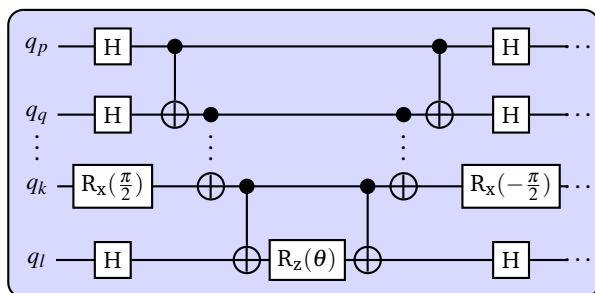 q_p H H ⋯
q_q H H ⋯
⋮ ⋮ ⋮
q_k R_x(π/2) R_x(−π/2) ⋯
q_l H R_z(θ) H ⋯